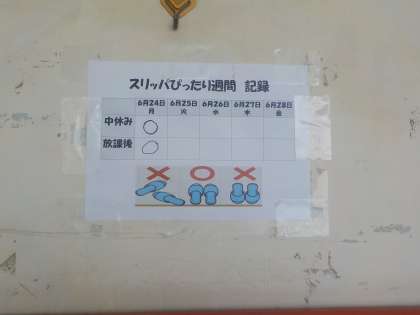 スリッパぴったり週間 記録
6月24日 6月25日 6月26日 6月27日 6月28日
月 火 水 木 金
中休み ○
放課後 ○
× ○ ×